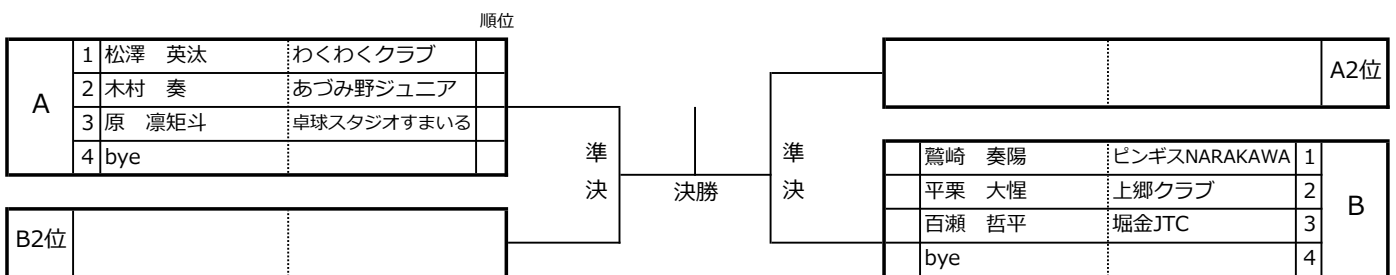 順位
A
1 松澤 英汰 わくわくクラブ
2 木村 奏 あづみ野ジュニア
3 原 凛矩斗 卓球スタジオすまいる
4 bye
B2位
準決
決勝
準決
A2位
鷲崎 奏陽 ピンギスNARAKAWA 1
平栗 大惺 上郷クラブ 2
百瀬 哲平 堀金JTC 3
bye 4
B